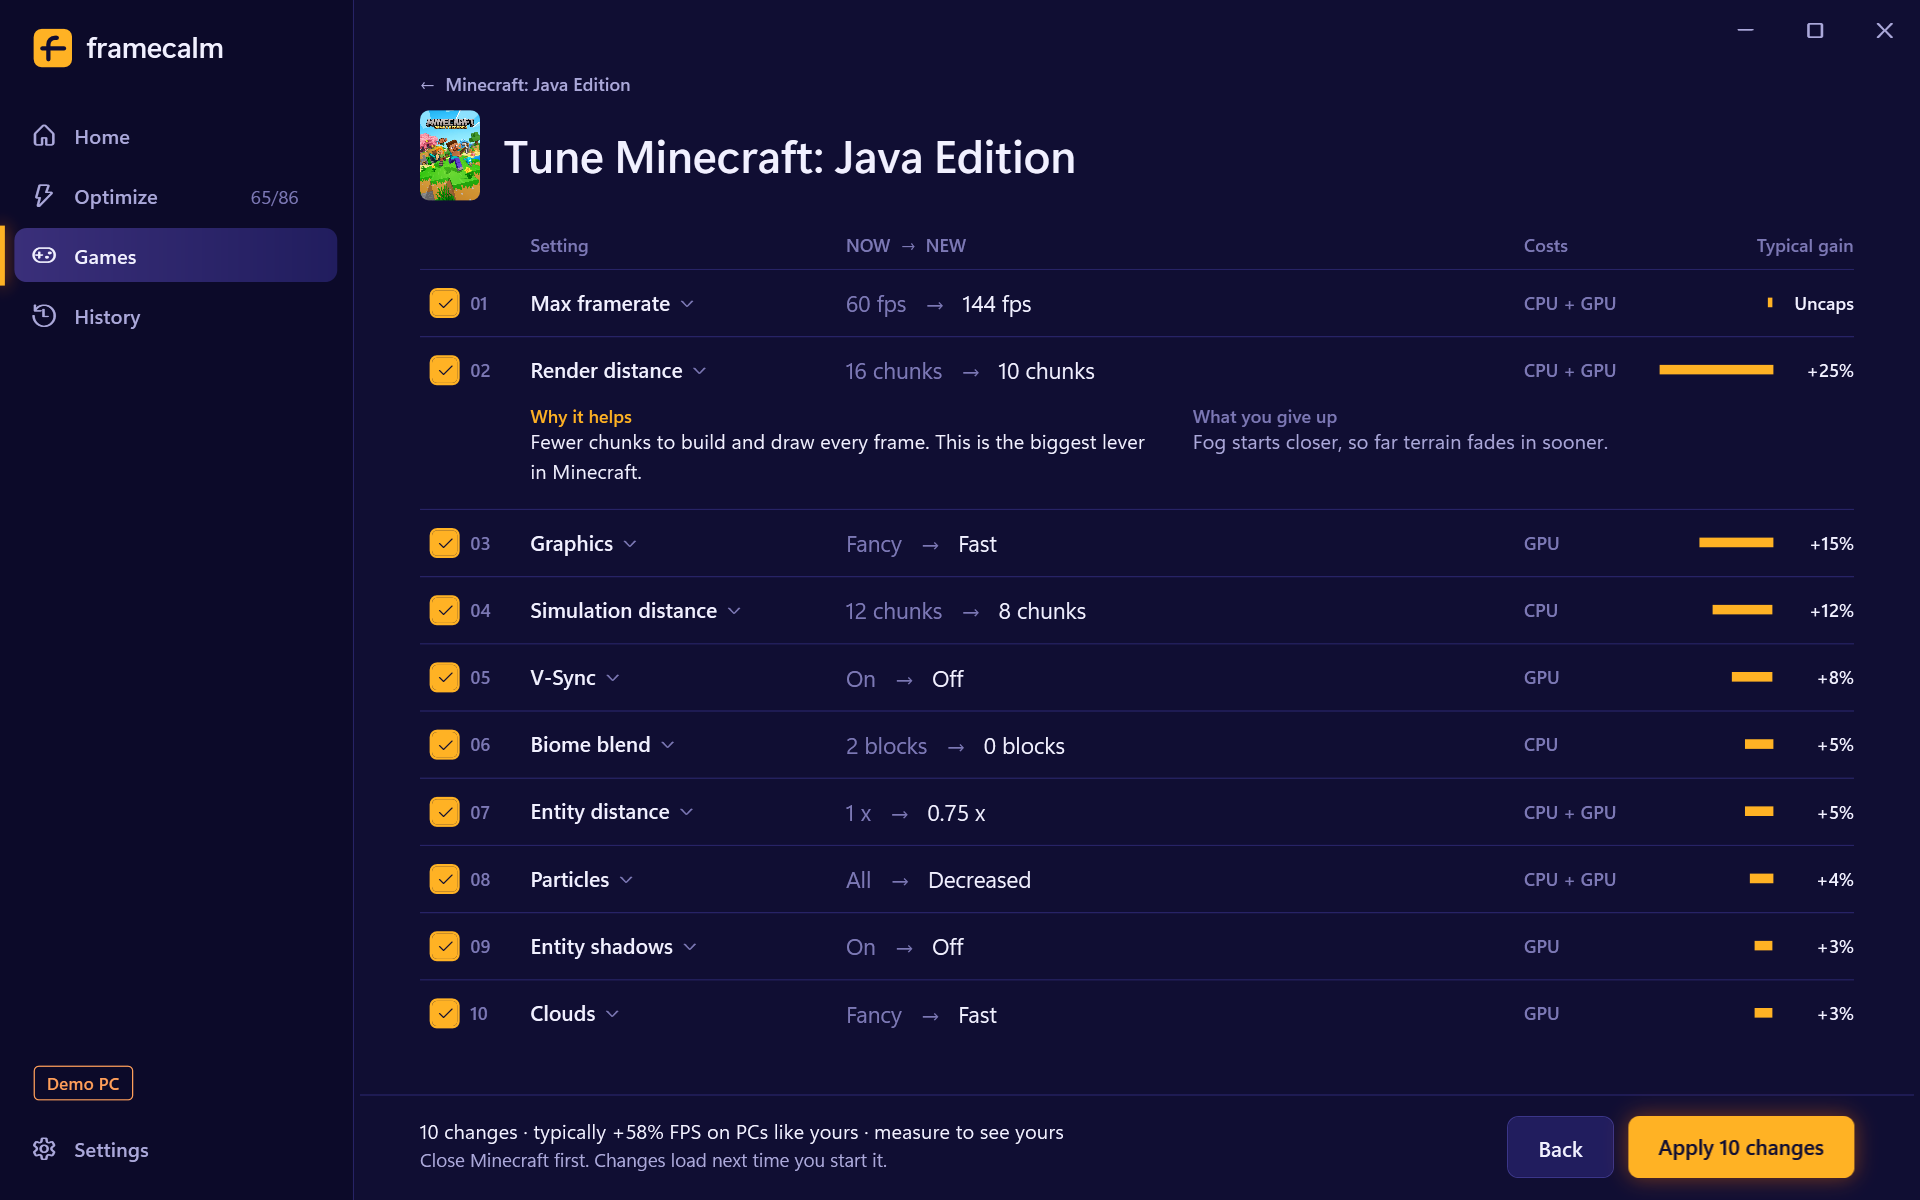 framecalm
Home
Optimize 65/86
Games
History
Demo PC
Settings
← Minecraft: Java Edition
MINECRAFT
Tune Minecraft: Java Edition
Setting NOW → NEW Costs Typical gain
01 Max framerate 60 fps → 144 fps CPU + GPU Uncaps
02 Render distance 16 chunks → 10 chunks CPU + GPU +25%
Why it helps
Fewer chunks to build and draw every frame. This is the biggest lever
in Minecraft.
What you give up
Fog starts closer, so far terrain fades in sooner.
03 Graphics Fancy → Fast GPU +15%
04 Simulation distance 12 chunks → 8 chunks CPU +12%
05 V-Sync On → Off GPU +8%
06 Biome blend 2 blocks → 0 blocks CPU +5%
07 Entity distance 1 x → 0.75 x CPU + GPU +5%
08 Particles All → Decreased CPU + GPU +4%
09 Entity shadows On → Off GPU +3%
10 Clouds Fancy → Fast GPU +3%
10 changes · typically +58% FPS on PCs like yours · measure to see yours
Close Minecraft first. Changes load next time you start it.
Back
Apply 10 changes